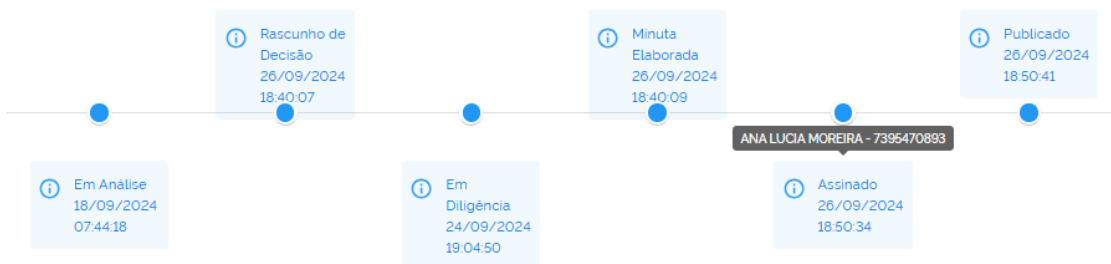 Rascunho de
Decisão
26/09/2024
18:40:07
Minuta
Elaborada
26/09/2024
18:40:09
Publicado
26/09/2024
18:50:41
ANA LUCIA MOREIRA - 7395470893
Em Análise
18/09/2024
07:44:18
Em
Diligência
24/09/2024
19:04:50
Assinado
26/09/2024
18:50:34